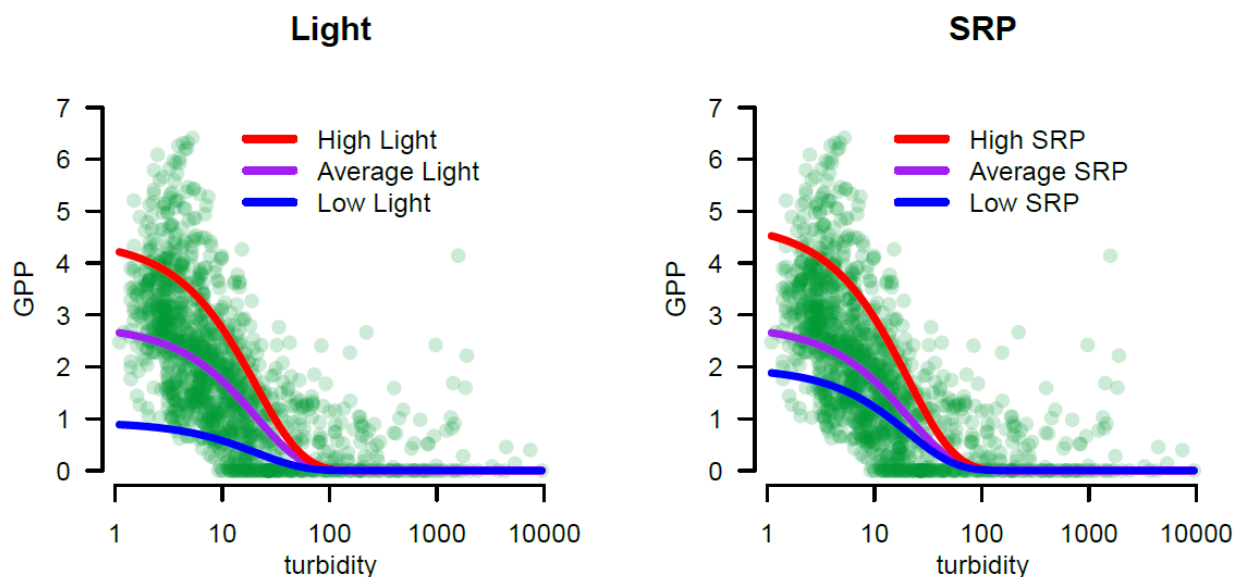 Light
GPP
7
6
5
4
3
2
1
0
High Light
Average Light
Low Light
1 10 100 1000 10000
turbidity
SRP
GPP
7
6
5
4
3
2
1
0
High SRP
Average SRP
Low SRP
1 10 100 1000 10000
turbidity